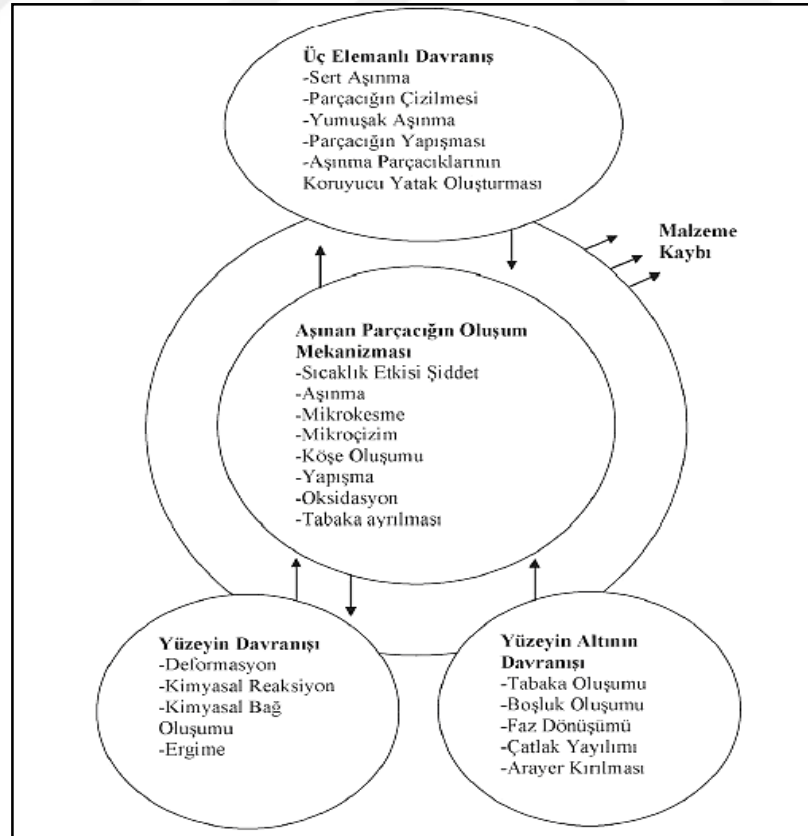 Üç Elemanlı Davranış
-Sert Aşınma
-Parçacığın Çizilmesi
-Yumuşak Aşınma
-Parçacığın Yapışması
-Aşınma Parçacıklarının
Koruyucu Yatak Oluşturması
Malzeme
Kaybı
Aşınan Parçacığın Oluşum
Mekanizması
-Sıcaklık Etkisi Şiddet
-Aşınma
-Mikrokesme
-Mikroçizim
-Köşe Oluşumu
-Yapışma
-Oksidasyon
-Tabaka ayrılması
Yüzeyin Davranışı
-Deformasyon
-Kimyasal Reaksiyon
-Kimyasal Bağ
Oluşumu
-Ergime
Yüzeyin Altının
Davranışı
-Tabaka Oluşumu
-Boşluk Oluşumu
-Faz Dönüşümü
-Çatlak Yayılımı
-Arayer Kırılması